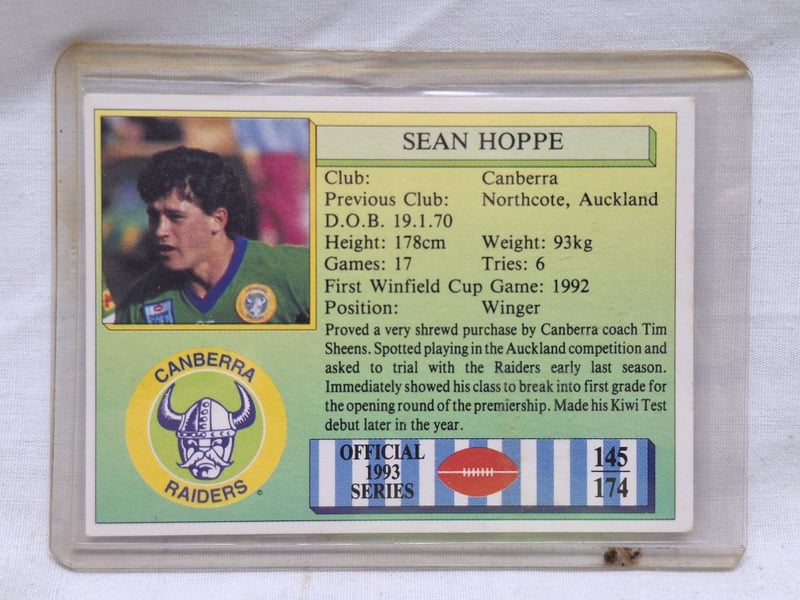 SEAN HOPPE
Club: Canberra
Previous Club: Northcote, Auckland
D.O.B. 19.1.70
Height: 178cm Weight: 93kg
Games: 17 Tries: 6
First Winfield Cup Game: 1992
Position: Winger
Proved a very shrewd purchase by Canberra coach Tim
Sheens. Spotted playing in the Auckland competition and
asked to trial with the Raiders early last season.
Immediately showed his class to break into first grade for
the opening round of the premiership. Made his Kiwi Test
debut later in the year.
CANBERRA
RAIDERS
OFFICIAL
1993
SERIES
145
174